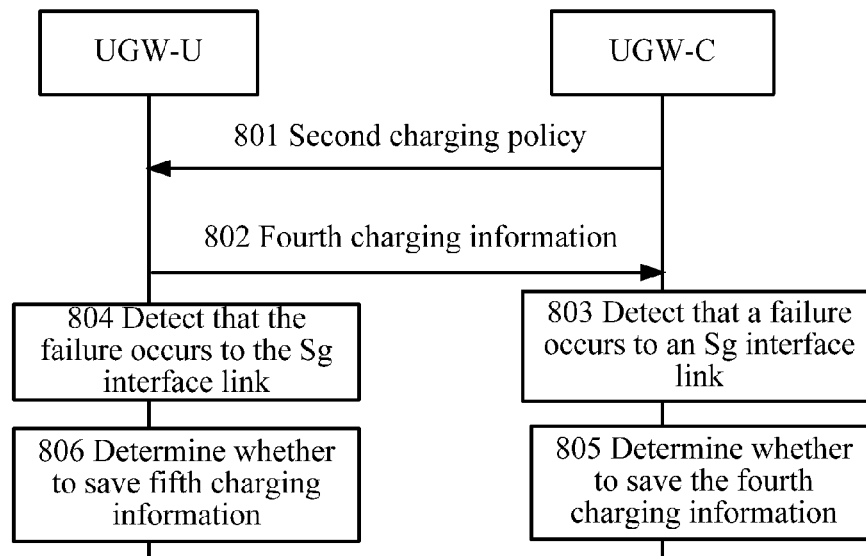 UGW-U
UGW-C
801 Second charging policy
802 Fourth charging information
804 Detect that the
failure occurs to the Sg
interface link
803 Detect that a failure
occurs to an Sg interface
link
806 Determine whether
to save fifth charging
information
805 Determine whether
to save the fourth
charging information